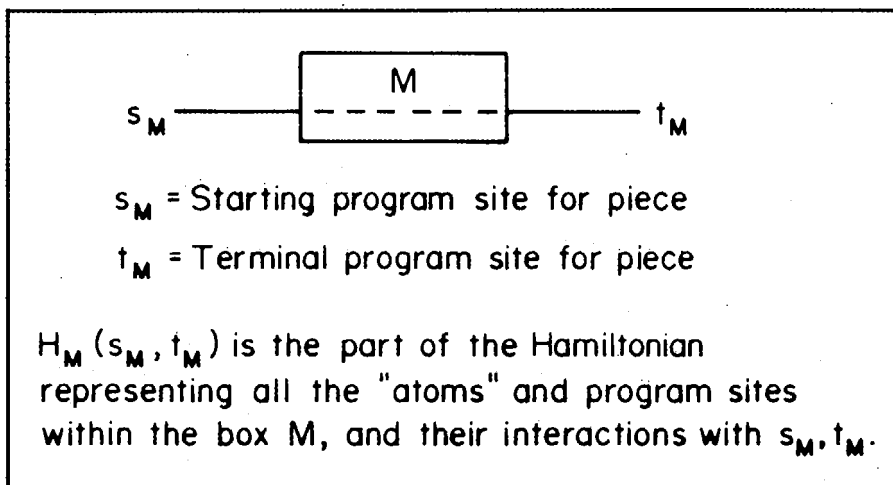 M
s_M t_M
s_M = Starting program site for piece
t_M = Terminal program site for piece
H_M (s_M, t_M) is the part of the Hamiltonian
representing all the "atoms" and program sites
within the box M, and their interactions with s_M, t_M.